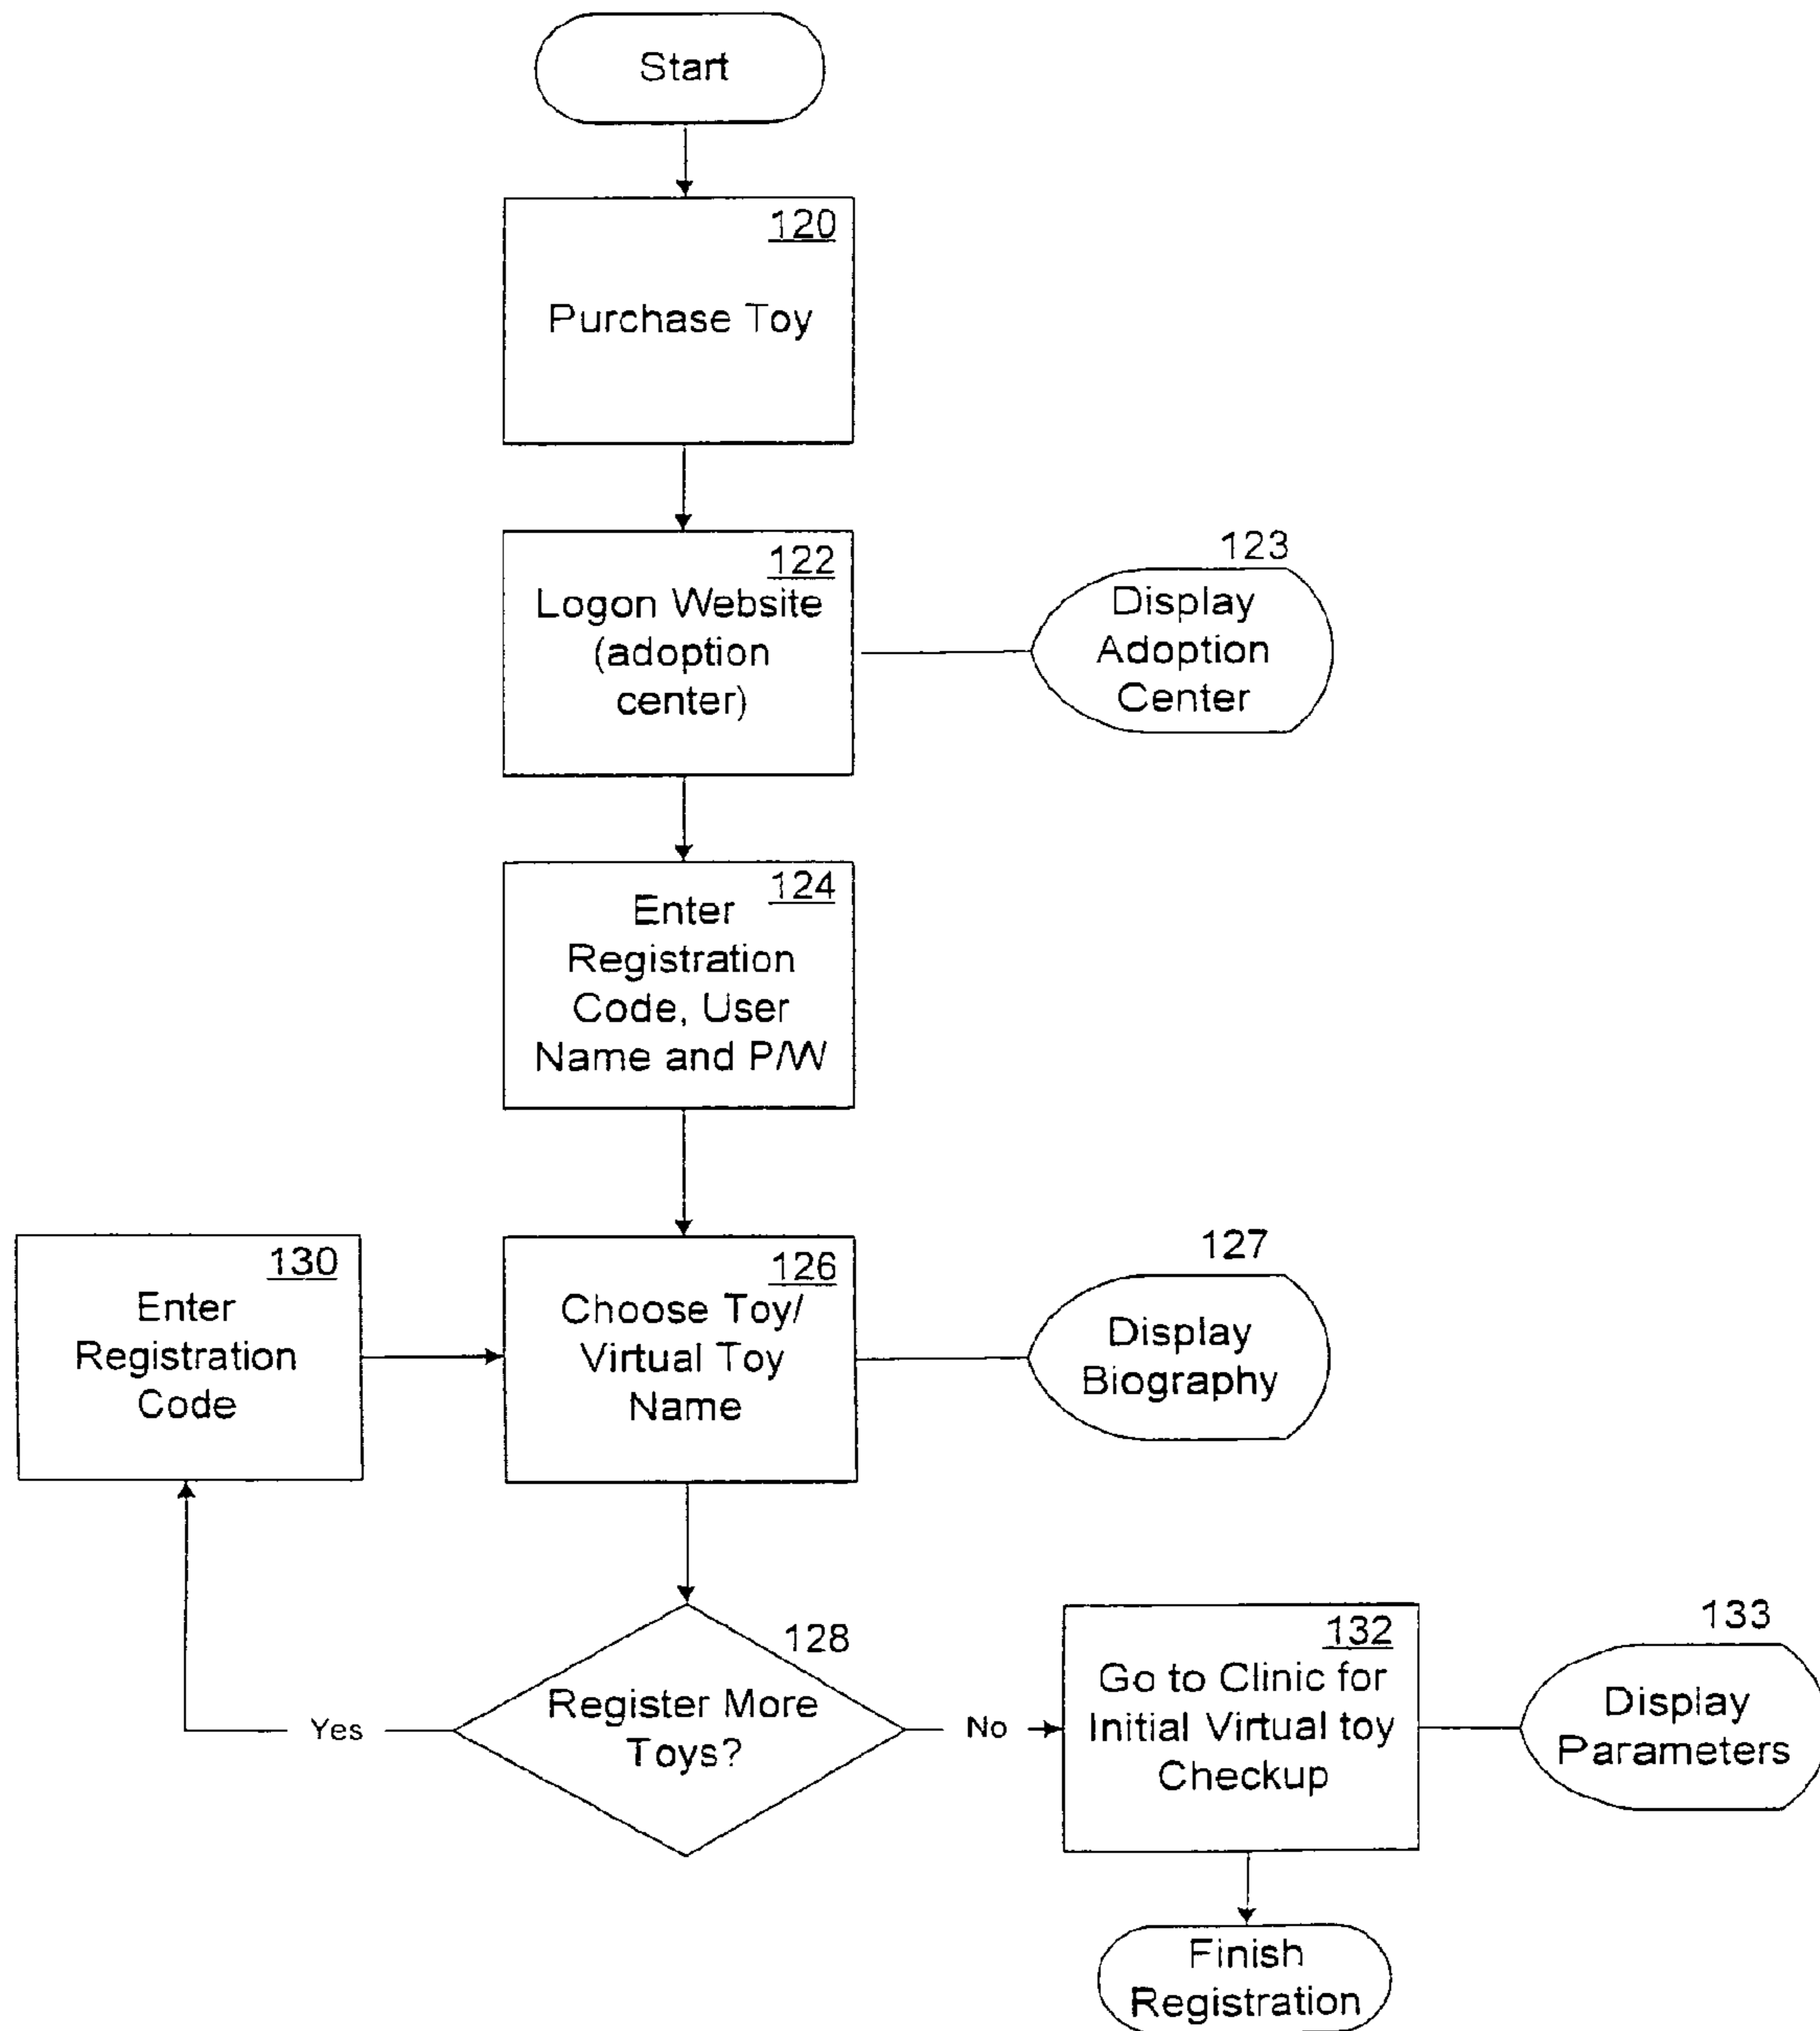 Start
120
Purchase Toy
122
Logon Website
(adoption
center)
123
Display
Adoption
Center
124
Enter
Registration
Code, User
Name and P/W
130
Enter
Registration
Code
126
Choose Toy/
Virtual Toy
Name
127
Display
Biography
128
Register More
Toys?
Yes
No
132
Go to Clinic for
Initial Virtual toy
Checkup
133
Display
Parameters
Finish
Registration